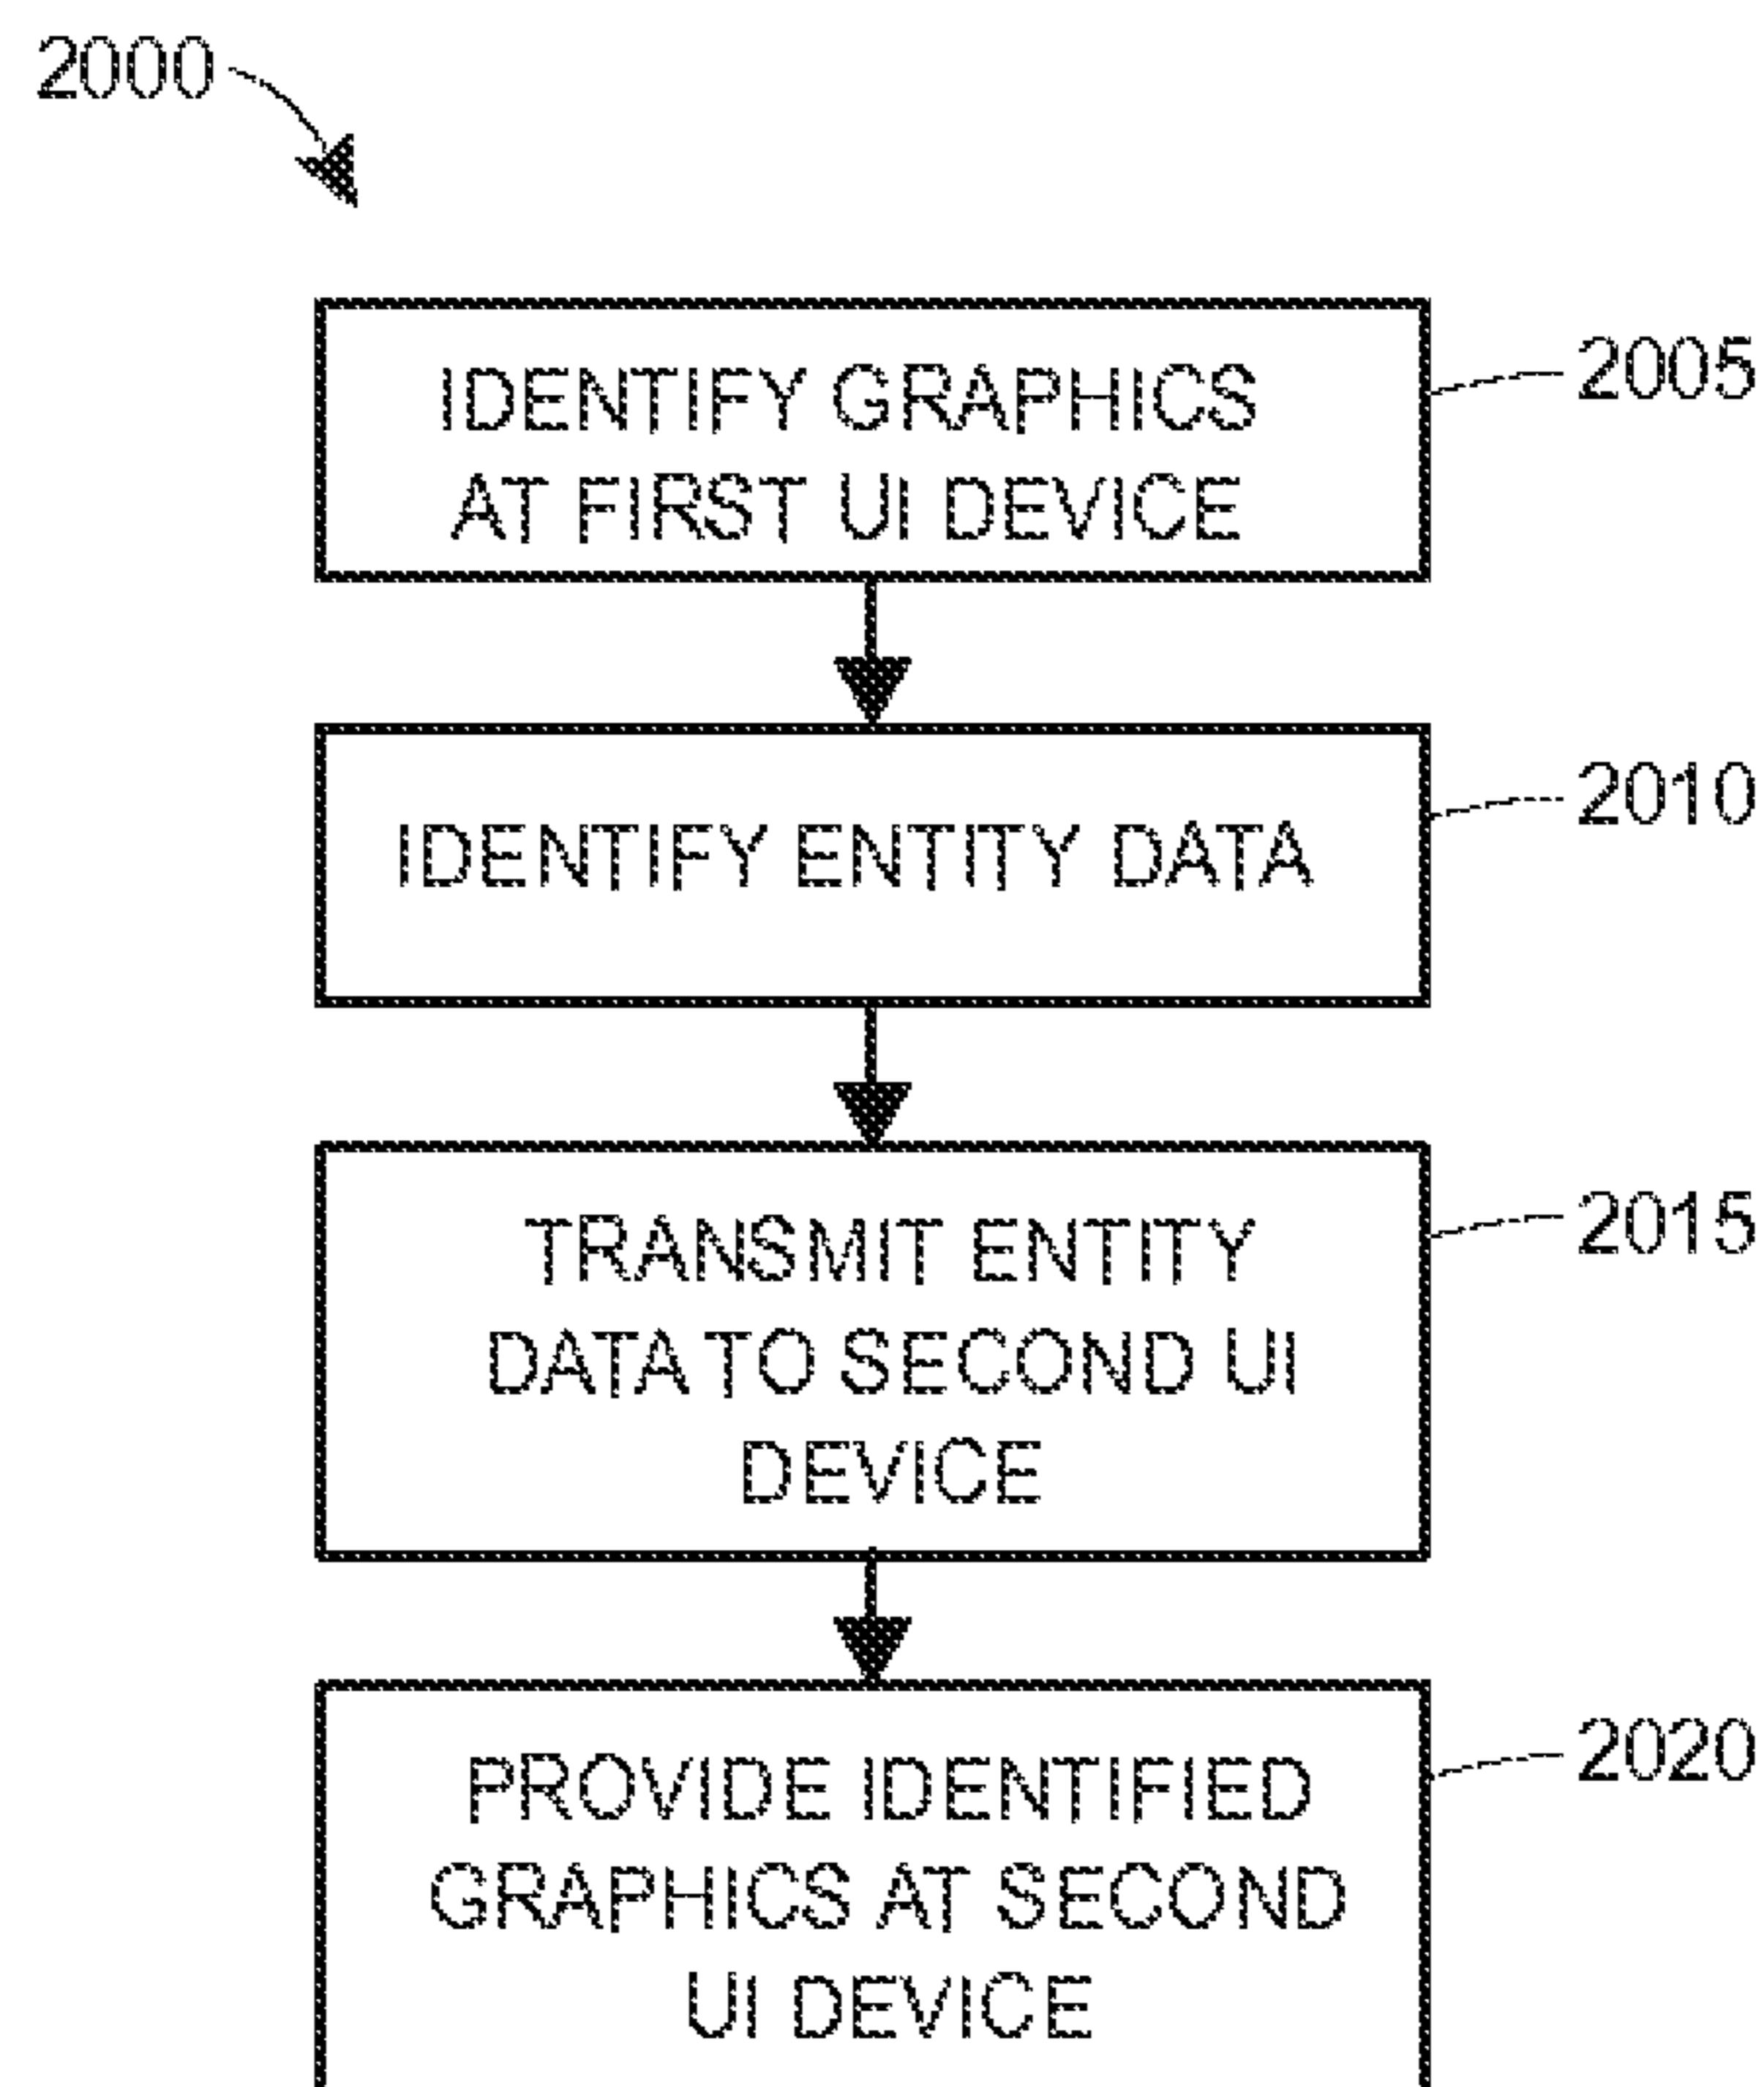 2000
IDENTIFY GRAPHICS
AT FIRST UI DEVICE
2005
IDENTIFY ENTITY DATA
2010
TRANSMIT ENTITY
DATA TO SECOND UI
DEVICE
2015
PROVIDE IDENTIFIED
GRAPHICS AT SECOND
UI DEVICE
2020